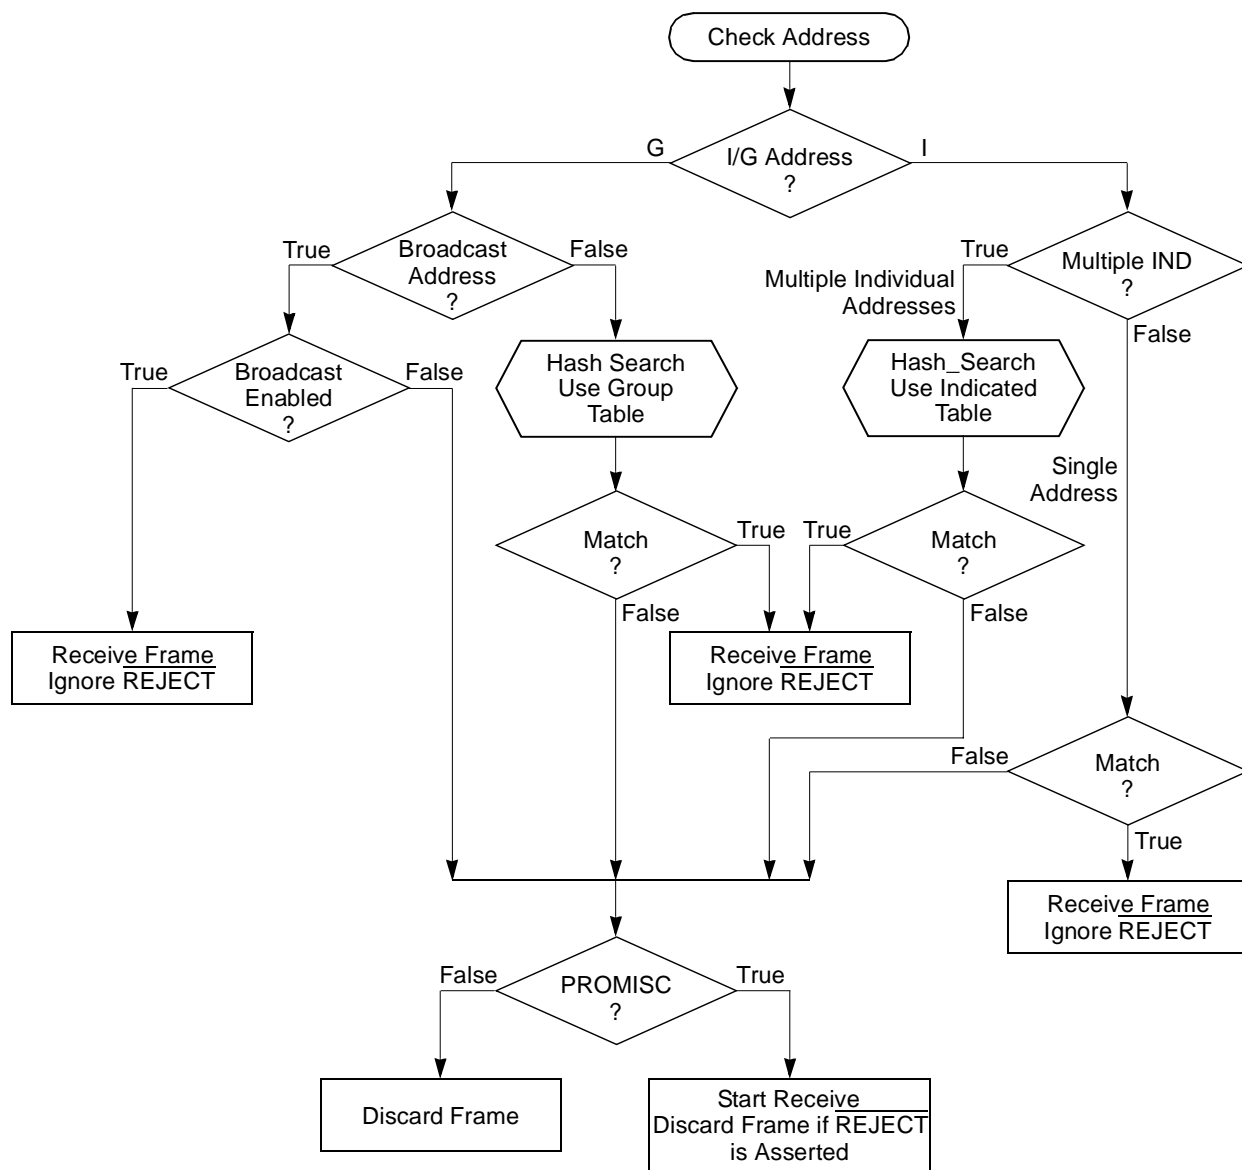 Check Address
G
I/G Address
?
I
True
Broadcast
Address
?
False
True
Multiple IND
?
Multiple Individual
Addresses
False
True
Broadcast
Enabled
?
False
Hash Search
Use Group
Table
Hash_Search
Use Indicated
Table
Single
Address
Match
?
True
False
True
Match
?
False
Receive Frame
Ignore REJECT
Receive Frame
Ignore REJECT
False
Match
?
True
Receive Frame
Ignore REJECT
False
PROMISC
?
True
Discard Frame
Start Receive
Discard Frame if REJECT
is Asserted